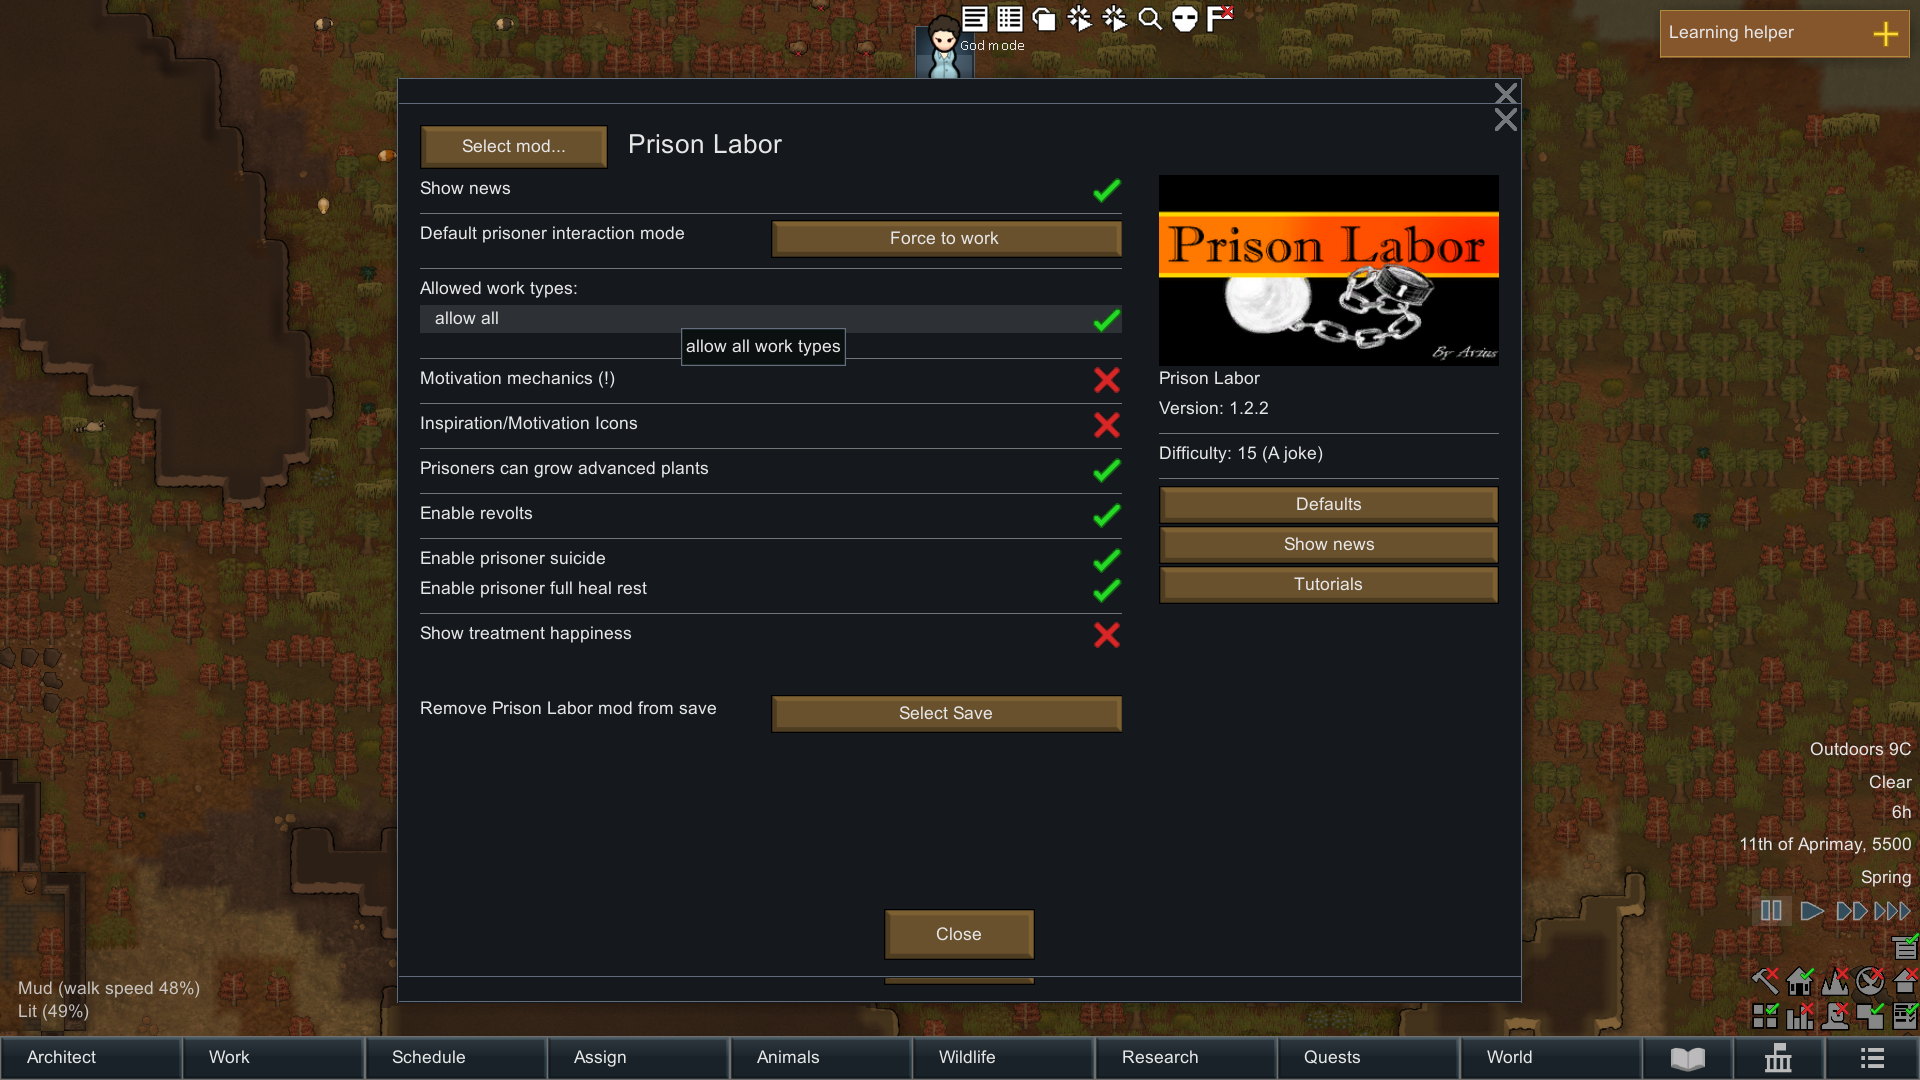 God mode
Learning helper
Select mod...
Prison Labor
Show news
Default prisoner interaction mode
Force to work
Allowed work types:
allow all
allow all work types
Motivation mechanics (!)
Inspiration/Motivation Icons
Prisoners can grow advanced plants
Enable revolts
Enable prisoner suicide
Enable prisoner full heal rest
Show treatment happiness
Remove Prison Labor mod from save
Select Save
Prison Labor
By Avius
Prison Labor
Version: 1.2.2
Difficulty: 15 (A joke)
Defaults
Show news
Tutorials
Close
Outdoors 9C
Clear
6h
11th of Aprimay, 5500
Spring
Mud (walk speed 48%)
Lit (49%)
Architect
Work
Schedule
Assign
Animals
Wildlife
Research
Quests
World